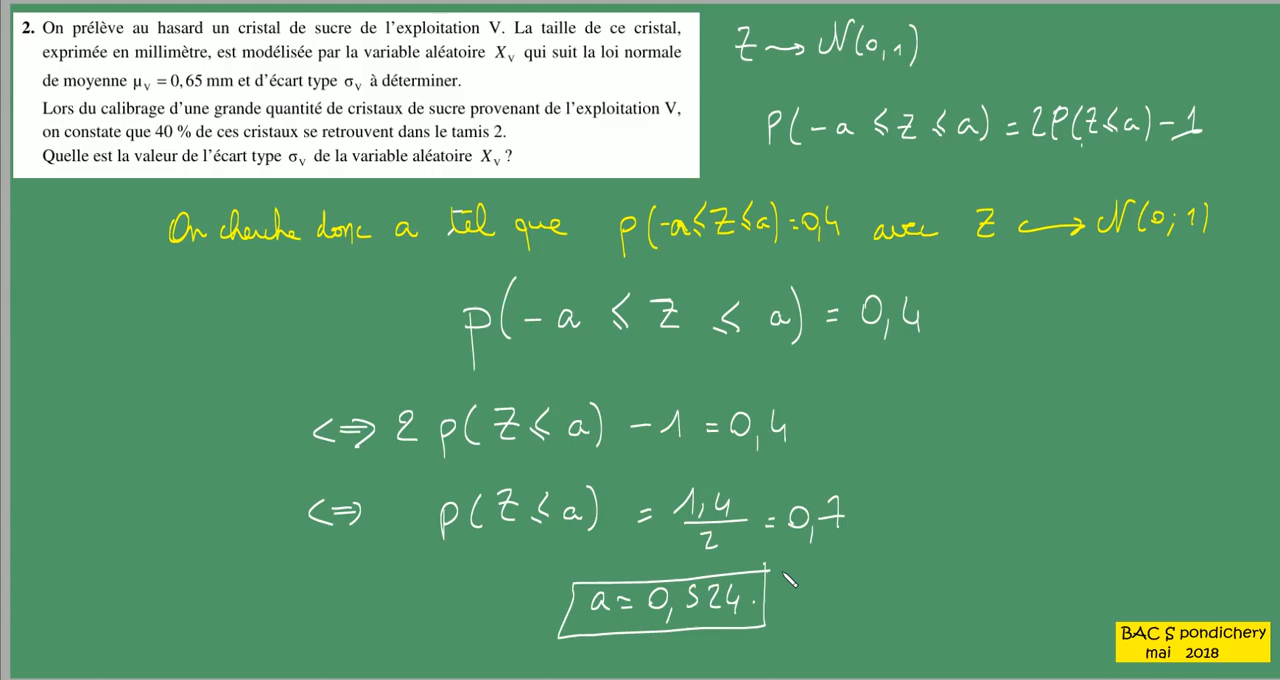 2. On prélève au hasard un cristal de sucre de l'exploitation V. La taille de ce cristal,
exprimée en millimètre, est modélisée par la variable aléatoire X_V qui suit la loi normale
de moyenne μ_V = 0,65 mm et d'écart type σ_V à déterminer.
Lors du calibrage d'une grande quantité de cristaux de sucre provenant de l'exploitation V,
on constate que 40 % de ces cristaux se retrouvent dans le tamis 2.
Quelle est la valeur de l'écart type σ_V de la variable aléatoire X_V ?
Z → N(0,1)
P(-a ≤ Z ≤ a) = 2P(Z ≤ a) - 1
On cherche donc a tel que p(-a ≤ Z ≤ a) = 0,4 avec Z ↪ N(0;1)
p(-a ≤ Z ≤ a) = 0,4
<=> 2 p(Z ≤ a) - 1 = 0,4
<=> p(Z ≤ a) = 1,4/2 = 0,7
a = 0,524.
BAC S pondichery
mai 2018